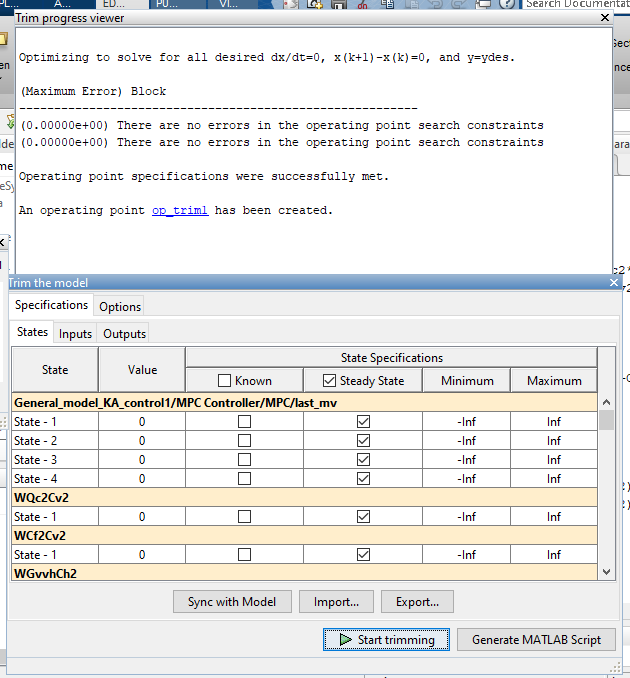 PL...
A...
ED...
PU...
VI...
Search Documentat
Trim progress viewer
Optimizing to solve for all desired dx/dt=0, x(k+1)-x(k)=0, and y=ydes.
(Maximum Error) Block
---------------------------------------------------------
(0.00000e+00) There are no errors in the operating point search constraints
(0.00000e+00) There are no errors in the operating point search constraints
Operating point specifications were successfully met.
An operating point op_trim1 has been created.
Trim the model
Specifications
Options
States
Inputs
Outputs
State
Value
State Specifications
Known
Steady State
Minimum
Maximum
General_model_KA_control1/MPC Controller/MPC/last_mv
State - 1 0 -Inf Inf
State - 2 0 -Inf Inf
State - 3 0 -Inf Inf
State - 4 0 -Inf Inf
WQc2Cv2
State - 1 0 -Inf Inf
WCf2Cv2
State - 1 0 -Inf Inf
WGvvhCh2
Sync with Model
Import...
Export...
Start trimming
Generate MATLAB Script